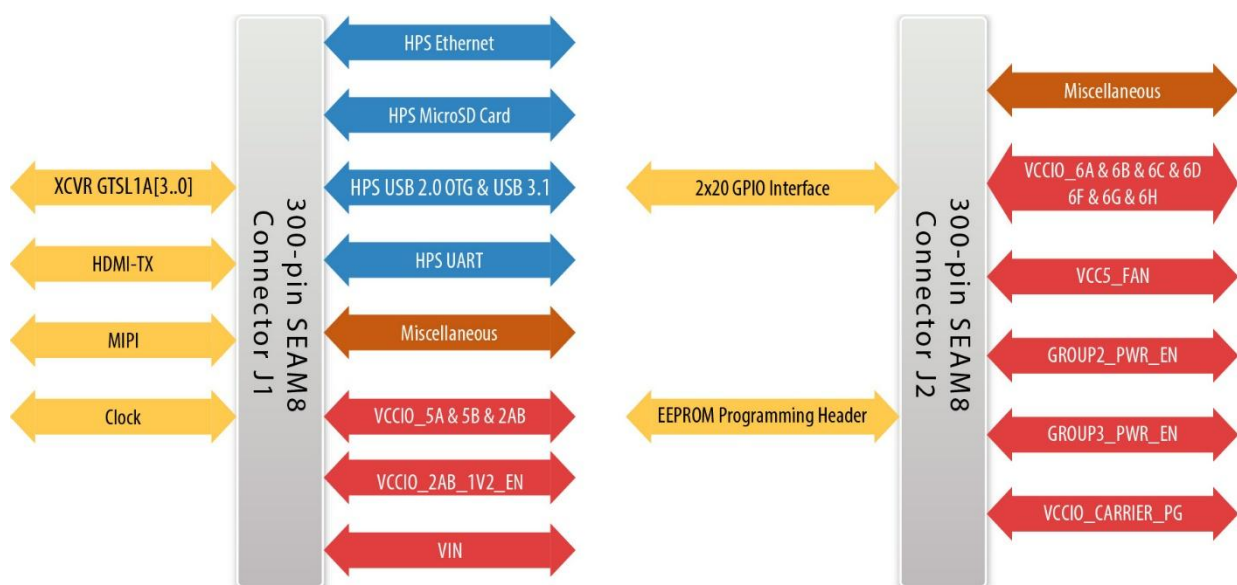 HPS Ethernet
HPS MicroSD Card
XCVR GTSL1A[3..0]
HPS USB 2.0 OTG & USB 3.1
HDMI-TX
HPS UART
MIPI
Miscellaneous
Clock
VCCIO_5A & 5B & 2AB
VCCIO_2AB_1V2_EN
VIN
300-pin SEAM8
Connector J1
Miscellaneous
2x20 GPIO Interface
VCCIO_6A & 6B & 6C & 6D
6F & 6G & 6H
VCC5_FAN
GROUP2_PWR_EN
EEPROM Programming Header
GROUP3_PWR_EN
VCCIO_CARRIER_PG
300-pin SEAM8
Connector J2